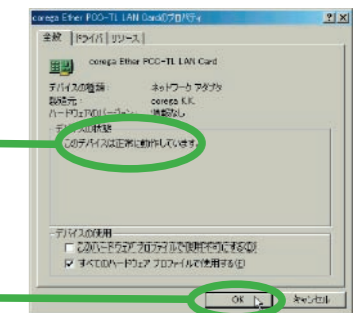 corega Ether PCC-TL LAN Cardのプロパティ
全般 ドライバ リソース
corega Ether PCC-TL LAN Card
デバイスの種類: ネットワーク アダプタ
製造元: corega K.K.
ハードウェアのバージョン: 情報なし
デバイスの状態
このデバイスは正常に動作しています。
デバイスの使用
このハードウェア プロファイルで使用不可にする(D)
すべてのハードウェア プロファイルで使用する(E)
OK キャンセル